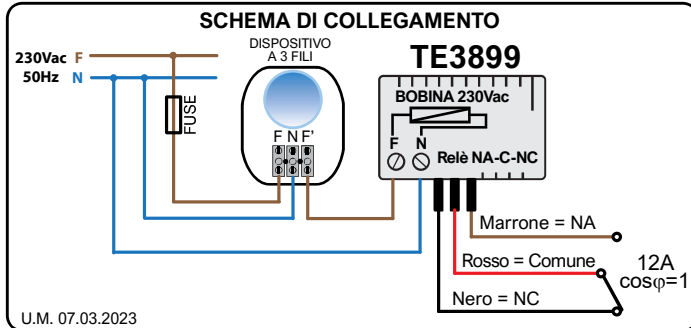 SCHEMA DI COLLEGAMENTO
230Vac F
50Hz N
DISPOSITIVO
A 3 FILI
TE3899
FUSE
F N F'
BOBINA 230Vac
F N
Relè NA-C-NC
Marrone = NA
Rosso = Comune
Nero = NC
12A
cosφ=1
U.M. 07.03.2023